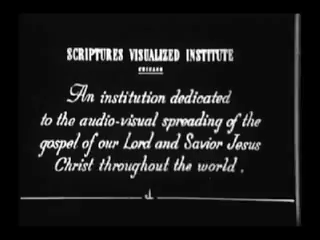 SCRIPTURES VISUALIZED INSTITUTE
CHICAGO
An institution dedicated
to the audio-visual spreading of the
gospel of our Lord and Savior Jesus
Christ throughout the world.